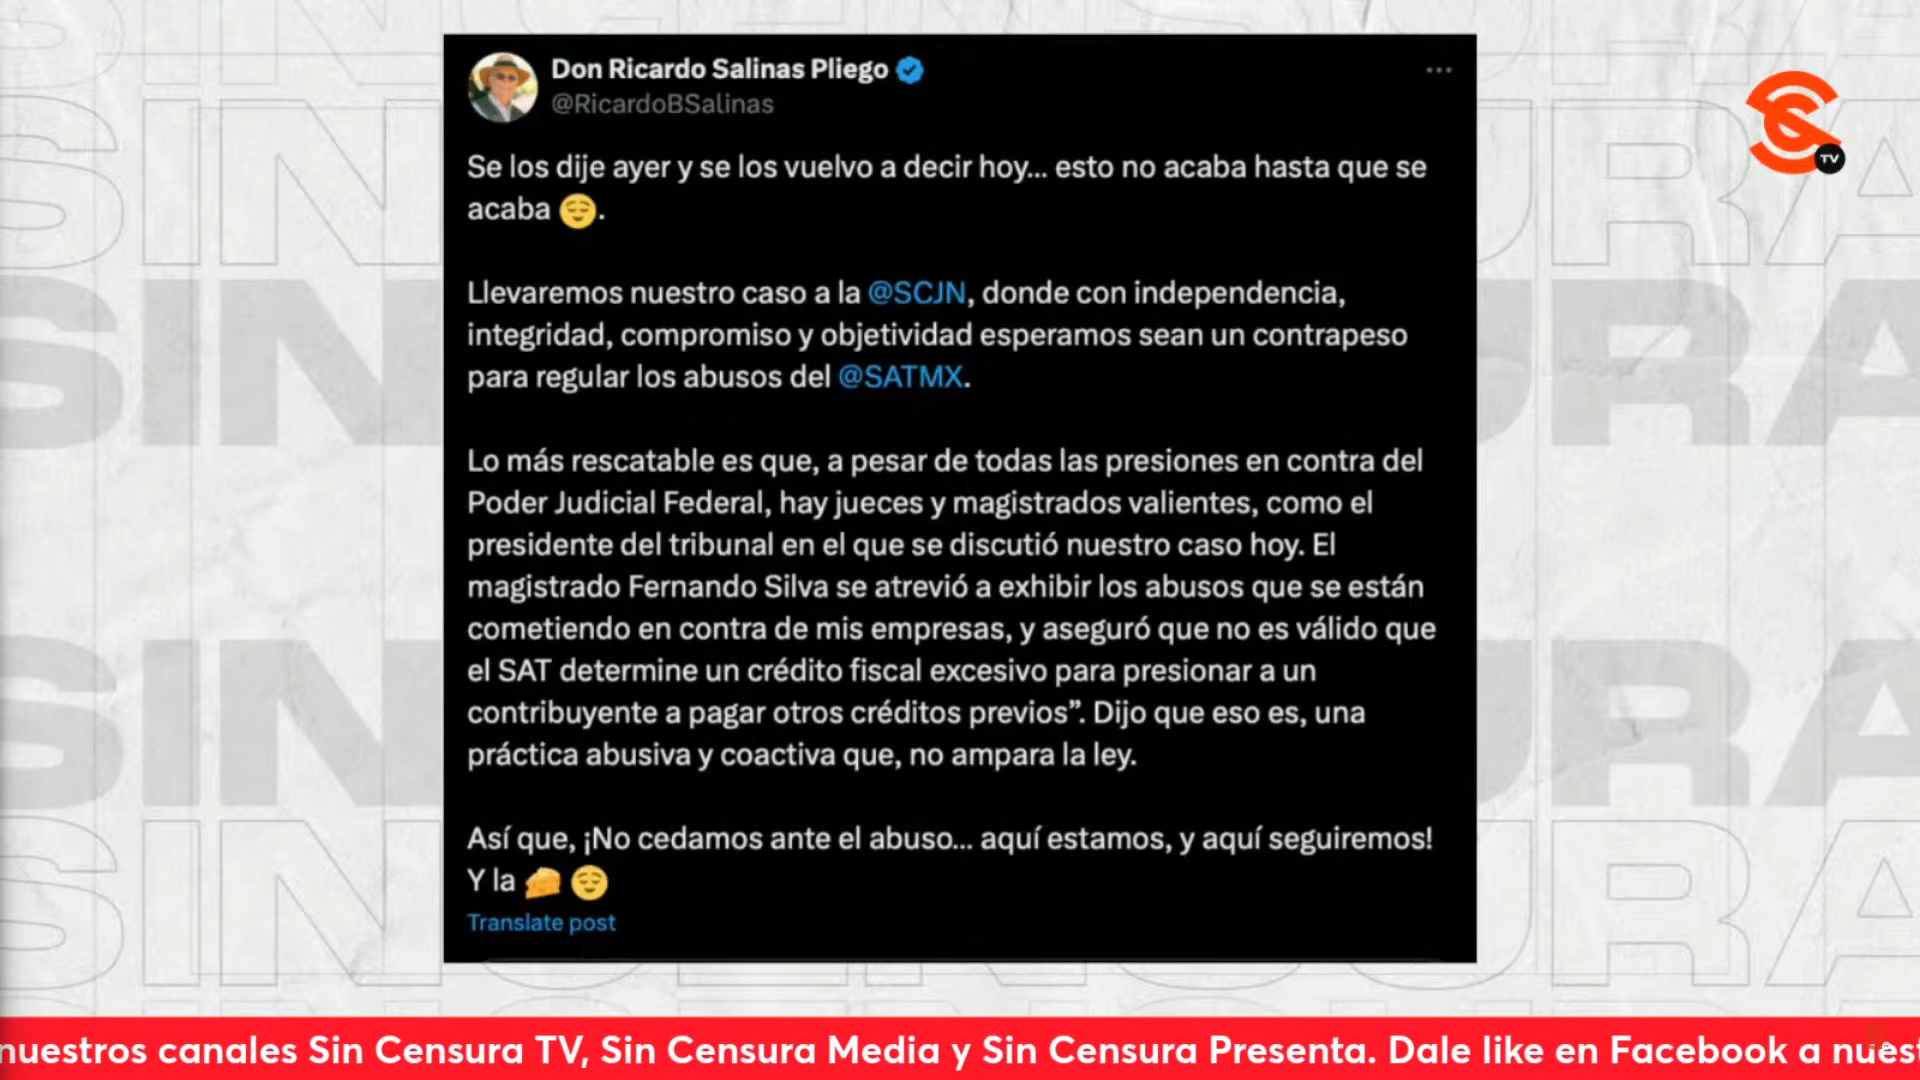 Don Ricardo Salinas Pliego
@RicardoBSalinas
Se los dije ayer y se los vuelvo a decir hoy... esto no acaba hasta que se
acaba 😌.
Llevaremos nuestro caso a la @SCJN, donde con independencia,
integridad, compromiso y objetividad esperamos sean un contrapeso
para regular los abusos del @SATMX.
Lo más rescatable es que, a pesar de todas las presiones en contra del
Poder Judicial Federal, hay jueces y magistrados valientes, como el
presidente del tribunal en el que se discutió nuestro caso hoy. El
magistrado Fernando Silva se atrevió a exhibir los abusos que se están
cometiendo en contra de mis empresas, y aseguró que no es válido que
el SAT determine un crédito fiscal excesivo para presionar a un
contribuyente a pagar otros créditos previos”. Dijo que eso es, una
práctica abusiva y coactiva que, no ampara la ley.
Así que, ¡No cedamos ante el abuso... aquí estamos, y aquí seguiremos!
Y la 🧀 😌
Translate post
TV
nuestros canales Sin Censura TV, Sin Censura Media y Sin Censura Presenta. Dale like en Facebook a nuest